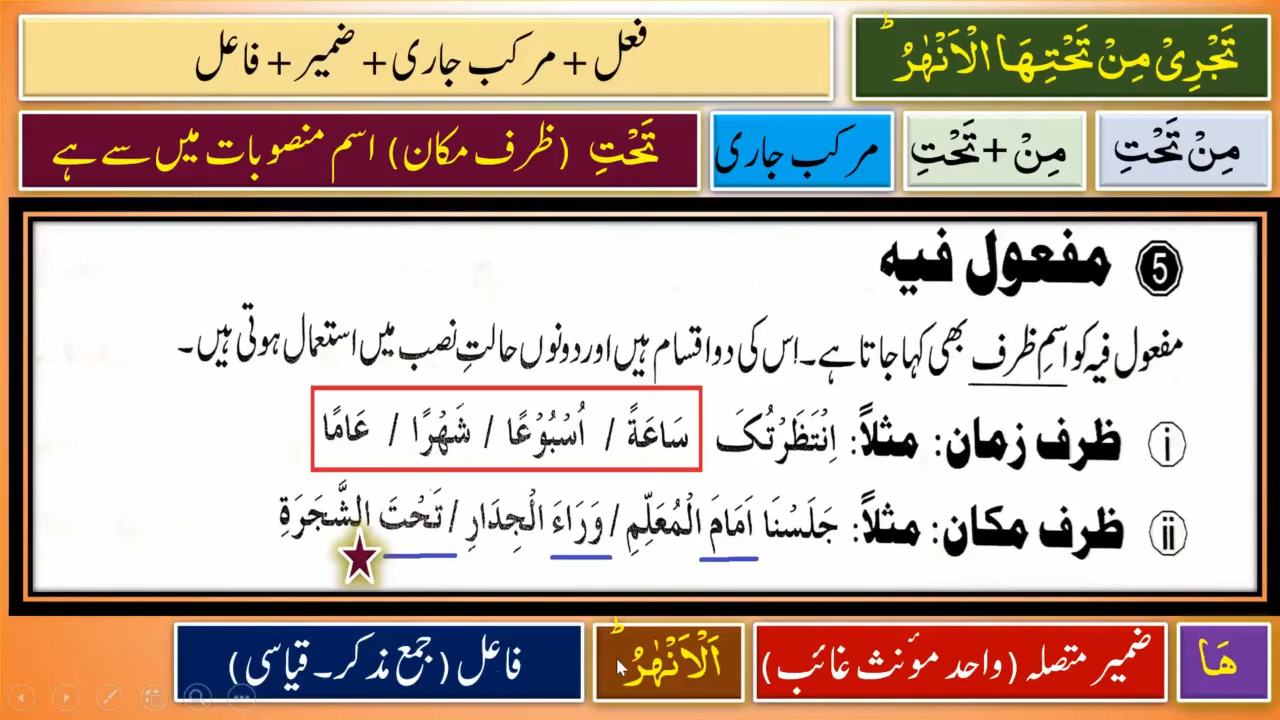 تَجْرِیْ مِنْ تَحْتِهَا الْاَنْهٰرُ ؕ
فعل + مرکب جاری + ضمیر + فاعل
مِنْ تَحْتِ
مِنْ + تَحْتِ
مرکب جاری
تَحْتِ (ظرف مکان) اسم منصوبات میں سے ہے
5 مفعول فیه
مفعول فیہ کو اسمِ ظرف بھی کہا جاتا ہے۔ اس کی دو اقسام ہیں اور دونوں حالتِ نصب میں استعمال ہوتی ہیں۔
i ظرف زمان: مثلاً: اِنْتَظَرْتُکَ سَاعَةً / اُسْبُوْعًا / شَهْرًا / عَامًا
ii ظرف مکان: مثلاً: جَلَسْنَا اَمَامَ الْمُعَلِّمِ / وَرَاءَ الْجِدَارِ / تَحْتَ الشَّجَرَةِ
هَا
ضمیر متصلہ (واحد مؤنث غائب)
اَلْاَنْهٰرُ ؕ
فاعل (جمع مذکر۔ قیاسی)